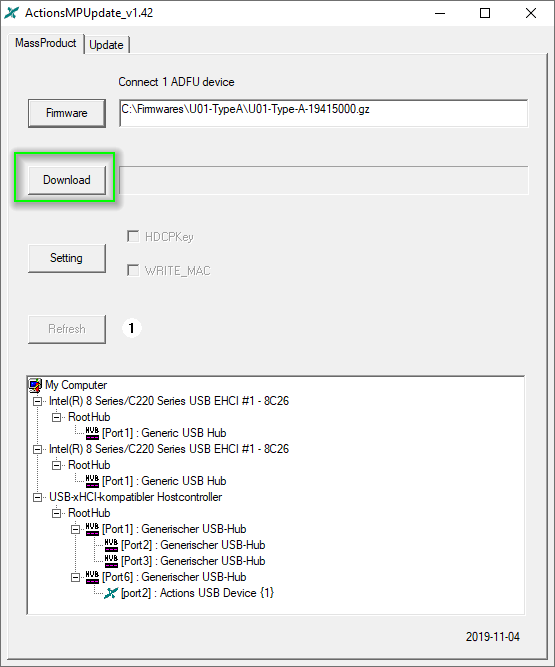 ActionsMPUpdate_v1.42
MassProduct Update
Connect 1 ADFU device
Firmware C:\Firmwares\U01-TypeA\U01-Type-A-19415000.gz
Download
HDCPKey
Setting
WRITE_MAC
Refresh 1
My Computer
Intel(R) 8 Series/C220 Series USB EHCI #1 - 8C26
RootHub
HUB [Port1] : Generic USB Hub
Intel(R) 8 Series/C220 Series USB EHCI #1 - 8C26
RootHub
HUB [Port1] : Generic USB Hub
USB-xHCI-kompatibler Hostcontroller
RootHub
HUB [Port1] : Generischer USB-Hub
HUB [Port2] : Generischer USB-Hub
HUB [Port3] : Generischer USB-Hub
HUB [Port6] : Generischer USB-Hub
[port2] : Actions USB Device {1}
2019-11-04